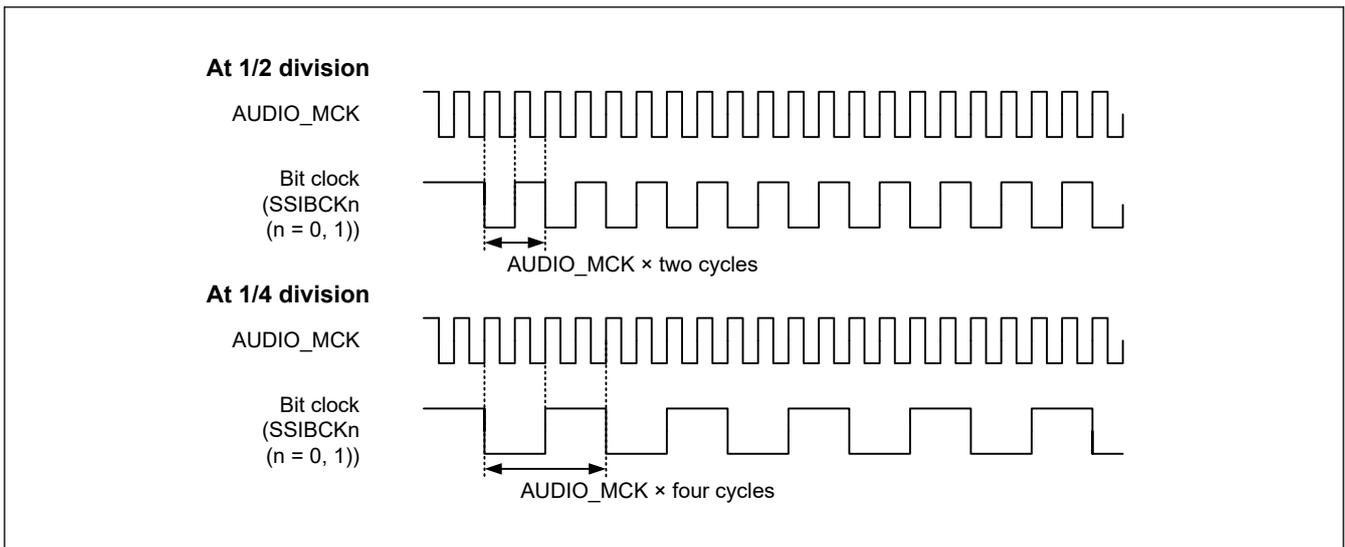 At 1/2 division
AUDIO_MCK
Bit clock
(SSIBCKn
(n = 0, 1))
AUDIO_MCK × two cycles
At 1/4 division
AUDIO_MCK
Bit clock
(SSIBCKn
(n = 0, 1))
AUDIO_MCK × four cycles